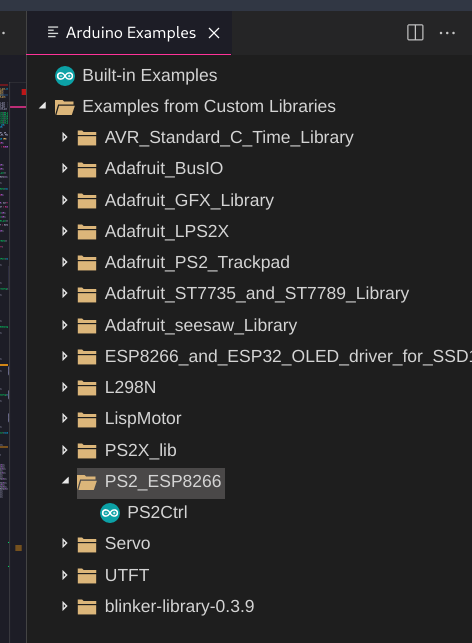 Arduino Examples
Built-in Examples
Examples from Custom Libraries
AVR_Standard_C_Time_Library
Adafruit_BusIO
Adafruit_GFX_Library
Adafruit_LPS2X
Adafruit_PS2_Trackpad
Adafruit_ST7735_and_ST7789_Library
Adafruit_seesaw_Library
ESP8266_and_ESP32_OLED_driver_for_SSD1
L298N
LispMotor
PS2X_lib
PS2_ESP8266
PS2Ctrl
Servo
UTFT
blinker-library-0.3.9